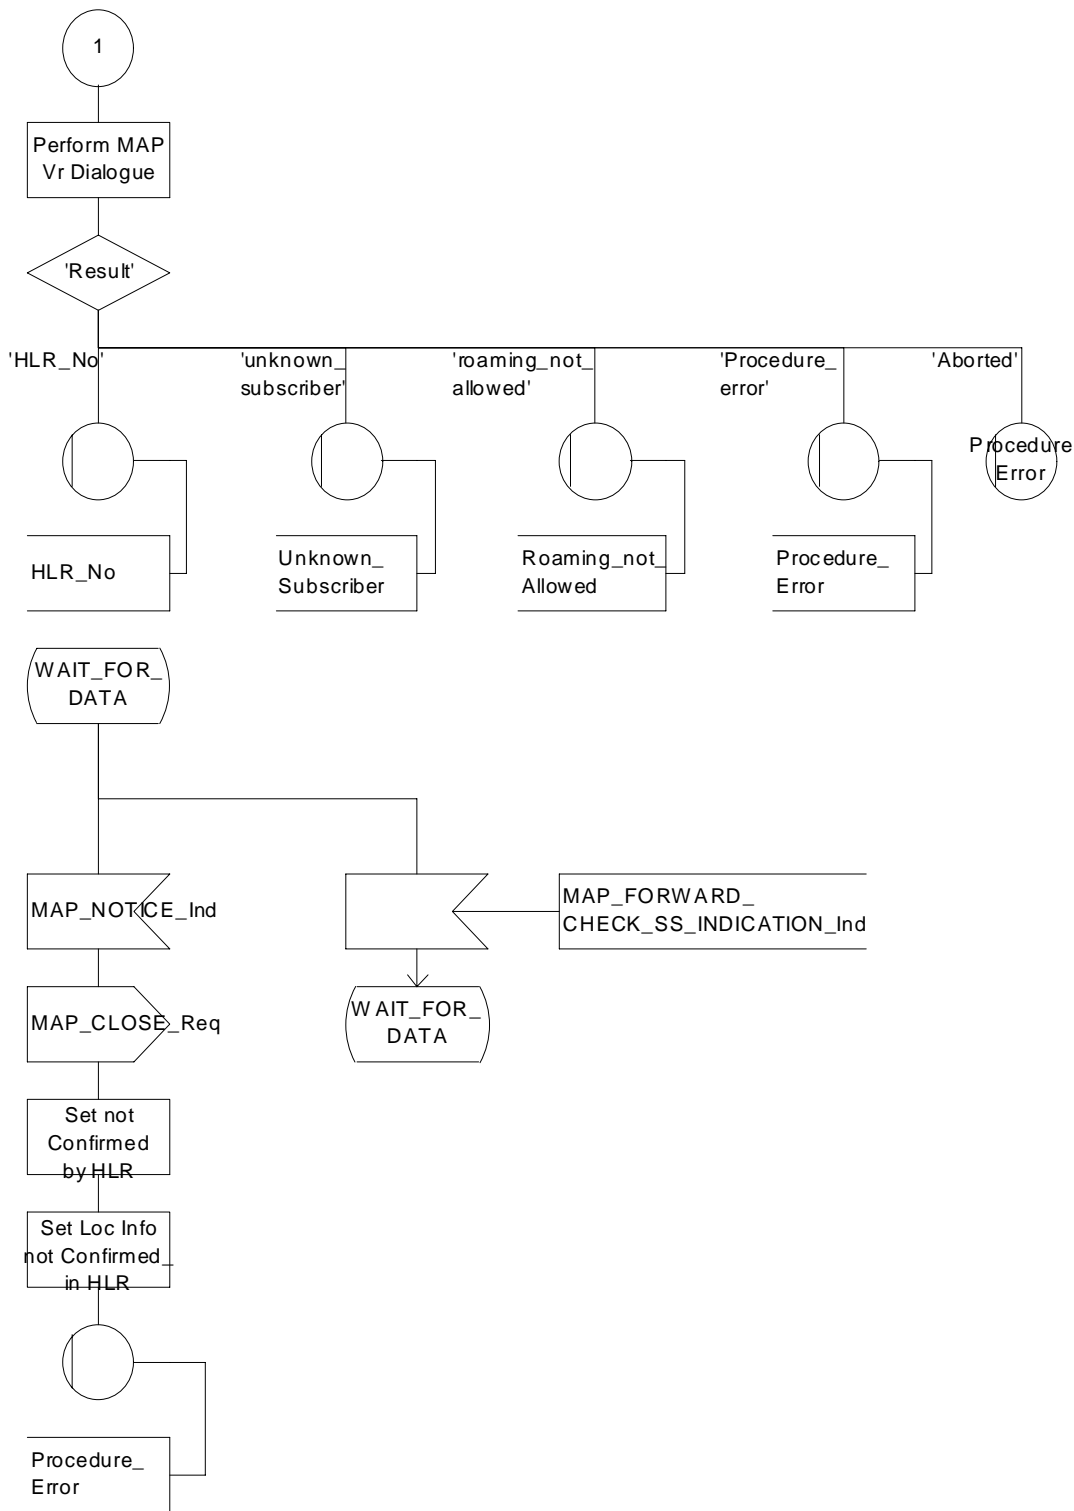 1
Perform MAP
Vr Dialogue
'Result'
'HLR_No'
'unknown_
subscriber'
'roaming_not_
allowed'
'Procedure_
error'
'Aborted'
Procedure
Error
HLR_No
Unknown_
Subscriber
Roaming_not_
Allowed
Procedure_
Error
WAIT_FOR_
DATA
MAP_NOTICE_Ind
MAP_FORWARD_
CHECK_SS_INDICATION_Ind
MAP_CLOSE_Req
WAIT_FOR_
DATA
Set not
Confirmed
by HLR
Set Loc Info
not Confirmed_
in HLR
Procedure_
Error